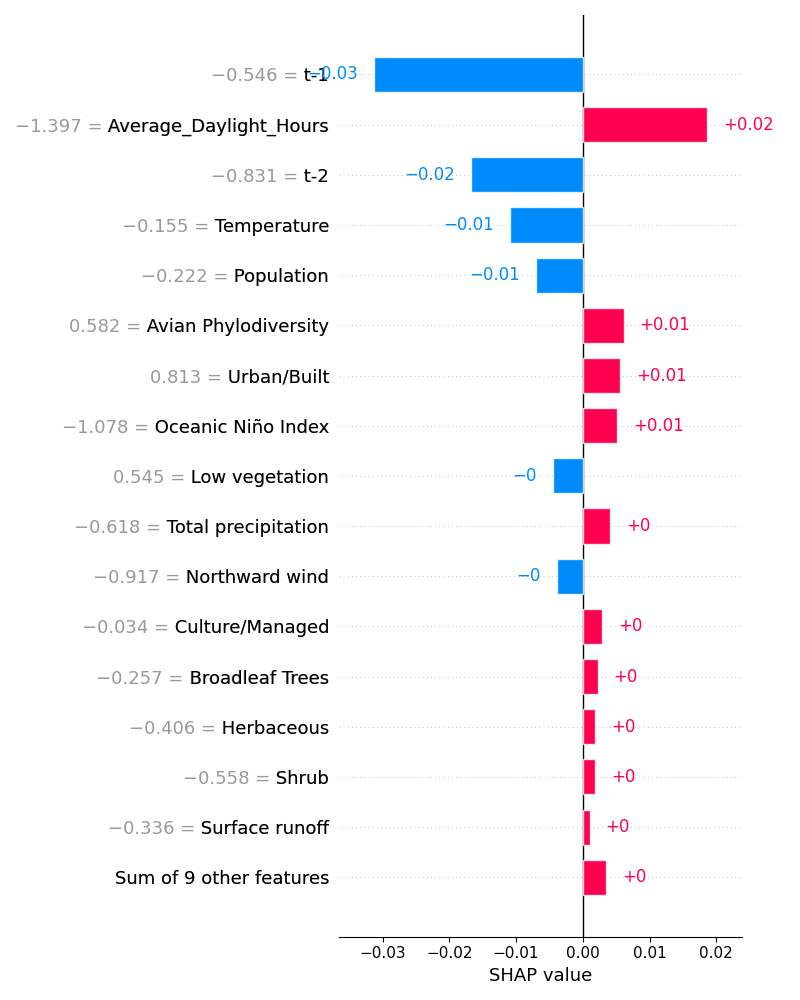 −0.546 = t-1 −0.03
−1.397 = Average_Daylight_Hours +0.02
−0.831 = t-2 −0.02
−0.155 = Temperature −0.01
−0.222 = Population −0.01
0.582 = Avian Phylodiversity +0.01
0.813 = Urban/Built +0.01
−1.078 = Oceanic Niño Index +0.01
0.545 = Low vegetation −0
−0.618 = Total precipitation +0
−0.917 = Northward wind −0
−0.034 = Culture/Managed +0
−0.257 = Broadleaf Trees +0
−0.406 = Herbaceous +0
−0.558 = Shrub +0
−0.336 = Surface runoff +0
Sum of 9 other features +0
−0.03 −0.02 −0.01 0.00 0.01 0.02
SHAP value